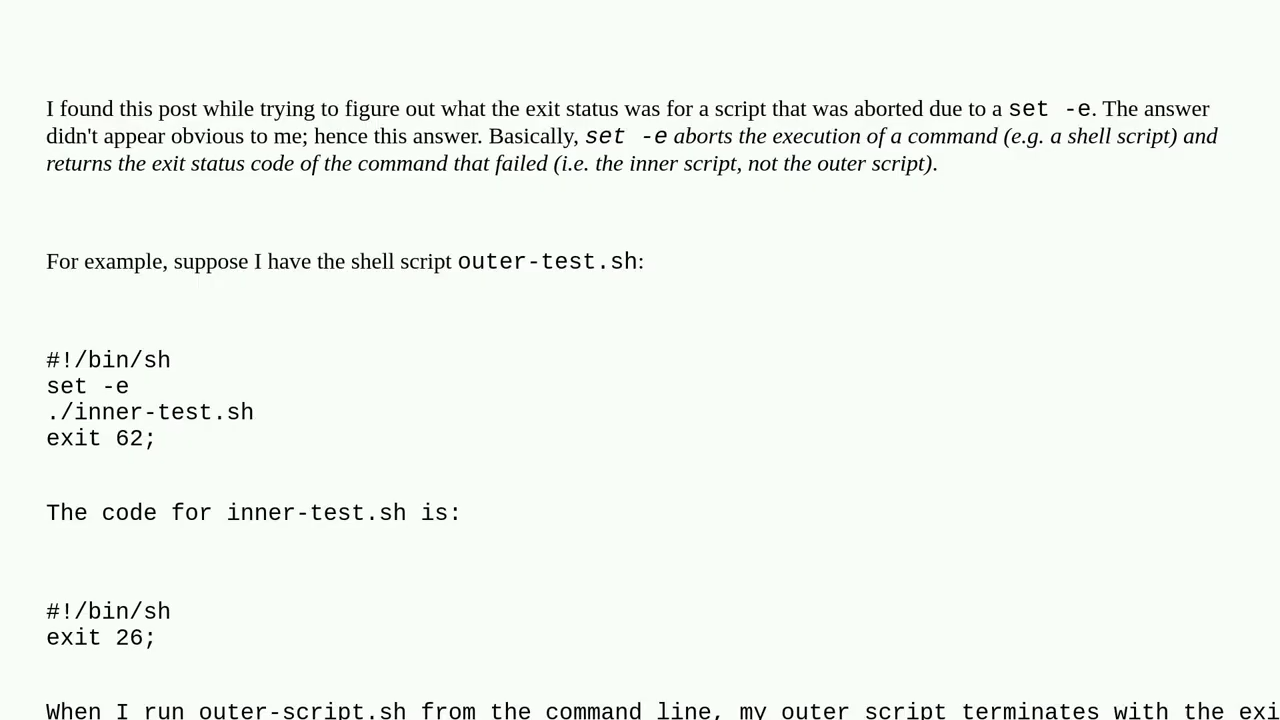 I found this post while trying to figure out what the exit status was for a script that was aborted due to a set -e. The answer
didn't appear obvious to me; hence this answer. Basically, set -e aborts the execution of a command (e.g. a shell script) and
returns the exit status code of the command that failed (i.e. the inner script, not the outer script).
For example, suppose I have the shell script outer-test.sh:
#!/bin/sh
set -e
./inner-test.sh
exit 62;
The code for inner-test.sh is:
#!/bin/sh
exit 26;
When I run outer-script.sh from the command line, my outer script terminates with the exi